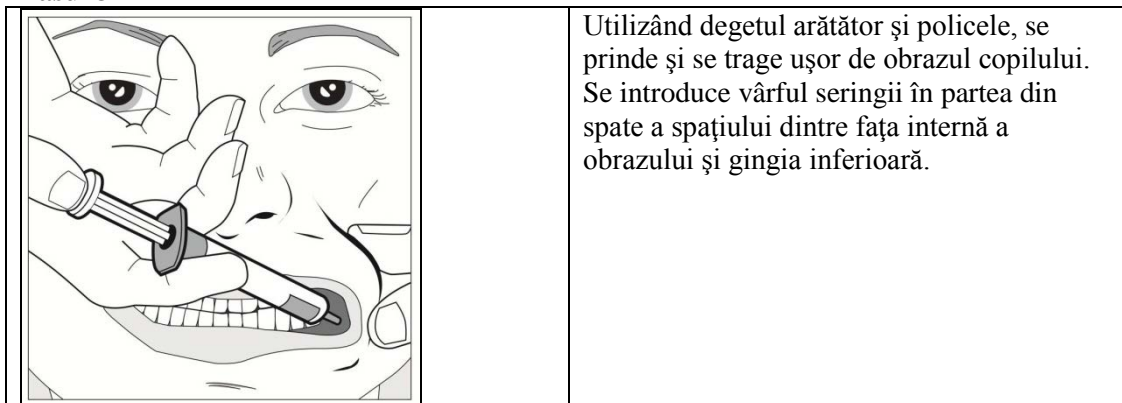 Utilizând degetul arătător şi policele, se
prinde şi se trage uşor de obrazul copilului.
Se introduce vârful seringii în partea din
spate a spaţiului dintre faţa internă a
obrazului şi gingia inferioară.